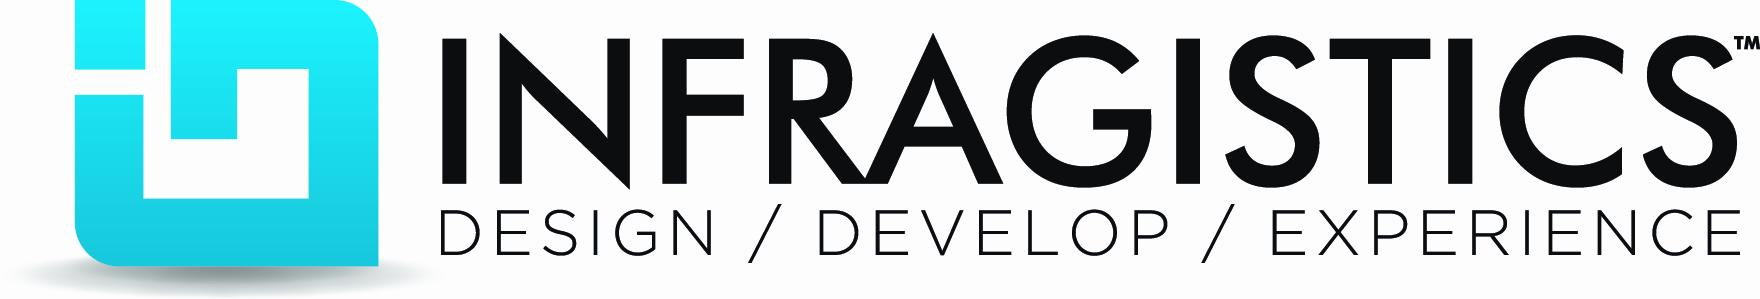 INFRAGISTICS™
DESIGN / DEVELOP / EXPERIENCE